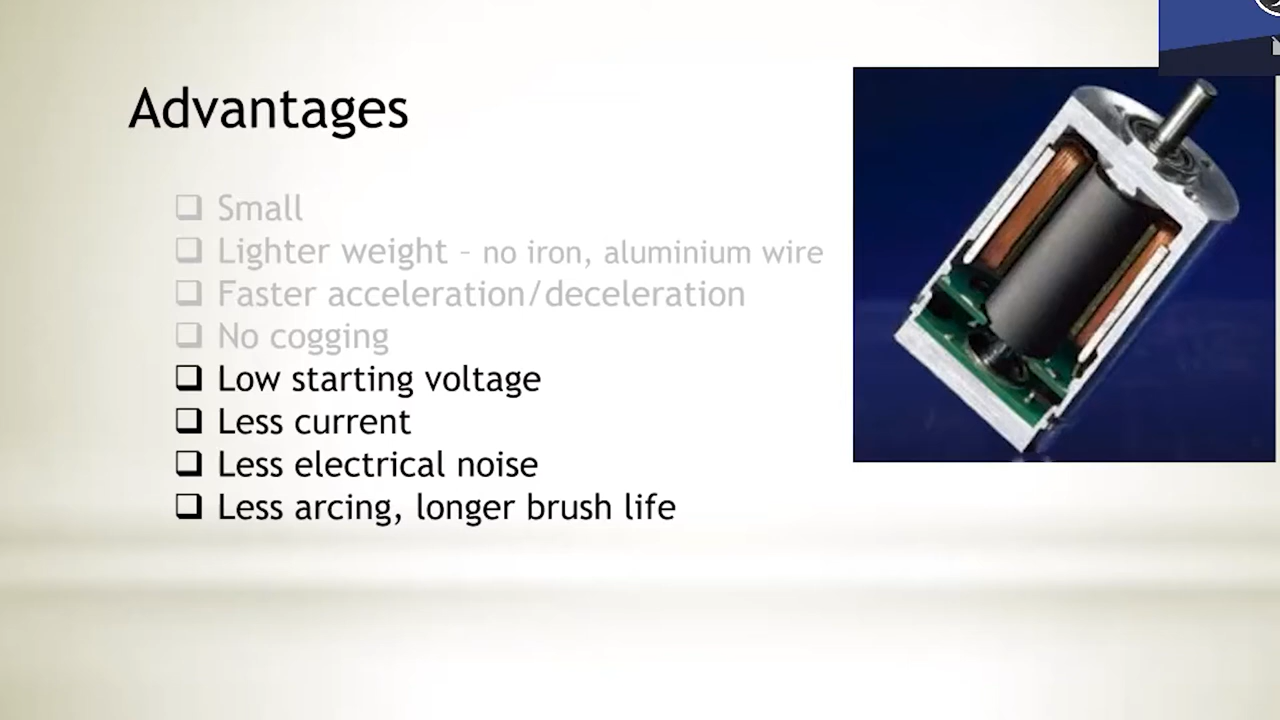 Advantages
Small
Lighter weight – no iron, aluminium wire
Faster acceleration/deceleration
No cogging
Low starting voltage
Less current
Less electrical noise
Less arcing, longer brush life